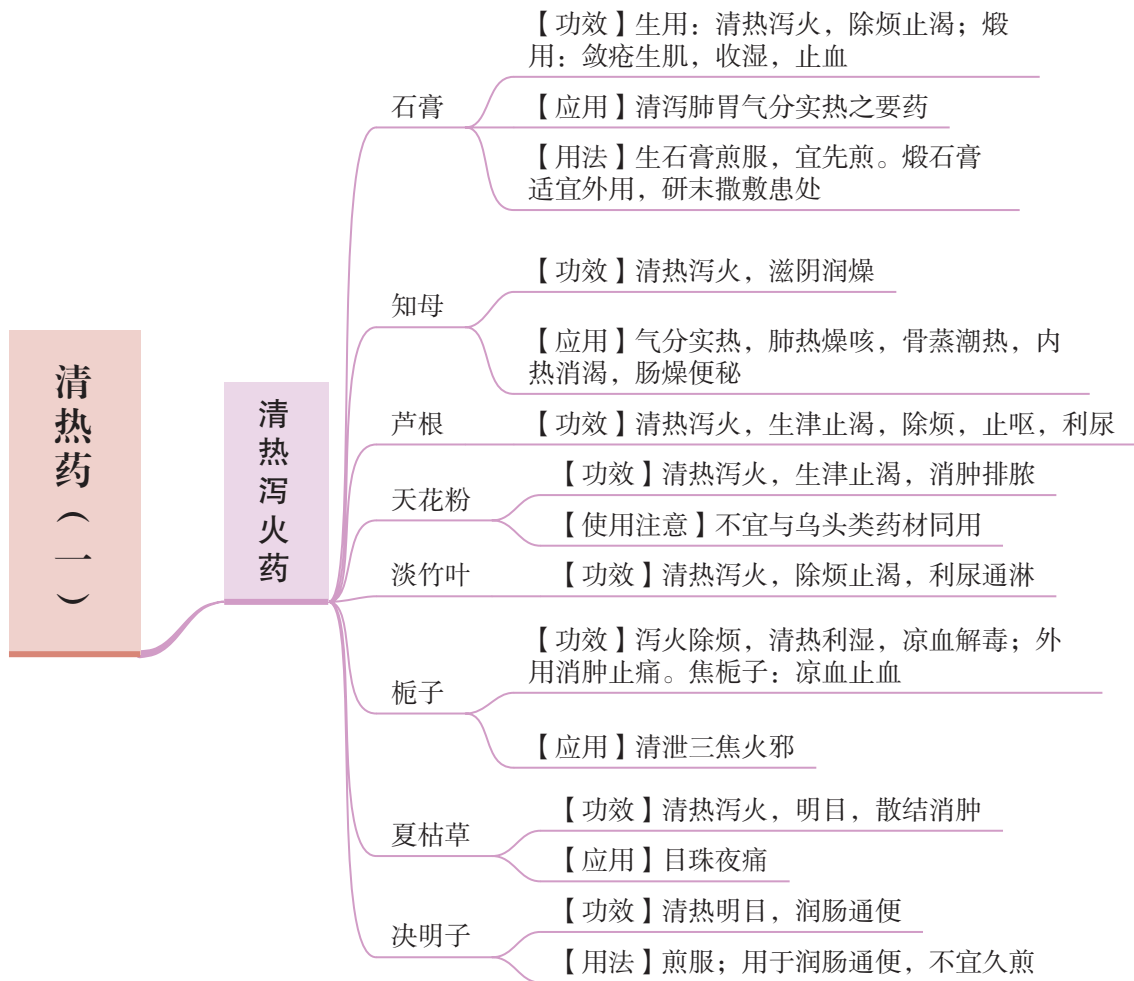 清热药（一）
清热泻火药
石膏
【功效】生用：清热泻火，除烦止渴；煅
用：敛疮生肌，收湿，止血
【应用】清泻肺胃气分实热之要药
【用法】生石膏煎服，宜先煎。煅石膏
适宜外用，研末撒敷患处
知母
【功效】清热泻火，滋阴润燥
【应用】气分实热，肺热燥咳，骨蒸潮热，内
热消渴，肠燥便秘
芦根
【功效】清热泻火，生津止渴，除烦，止呕，利尿
天花粉
【功效】清热泻火，生津止渴，消肿排脓
【使用注意】不宜与乌头类药材同用
淡竹叶
【功效】清热泻火，除烦止渴，利尿通淋
栀子
【功效】泻火除烦，清热利湿，凉血解毒；外
用消肿止痛。焦栀子：凉血止血
【应用】清泄三焦火邪
夏枯草
【功效】清热泻火，明目，散结消肿
【应用】目珠夜痛
决明子
【功效】清热明目，润肠通便
【用法】煎服；用于润肠通便，不宜久煎